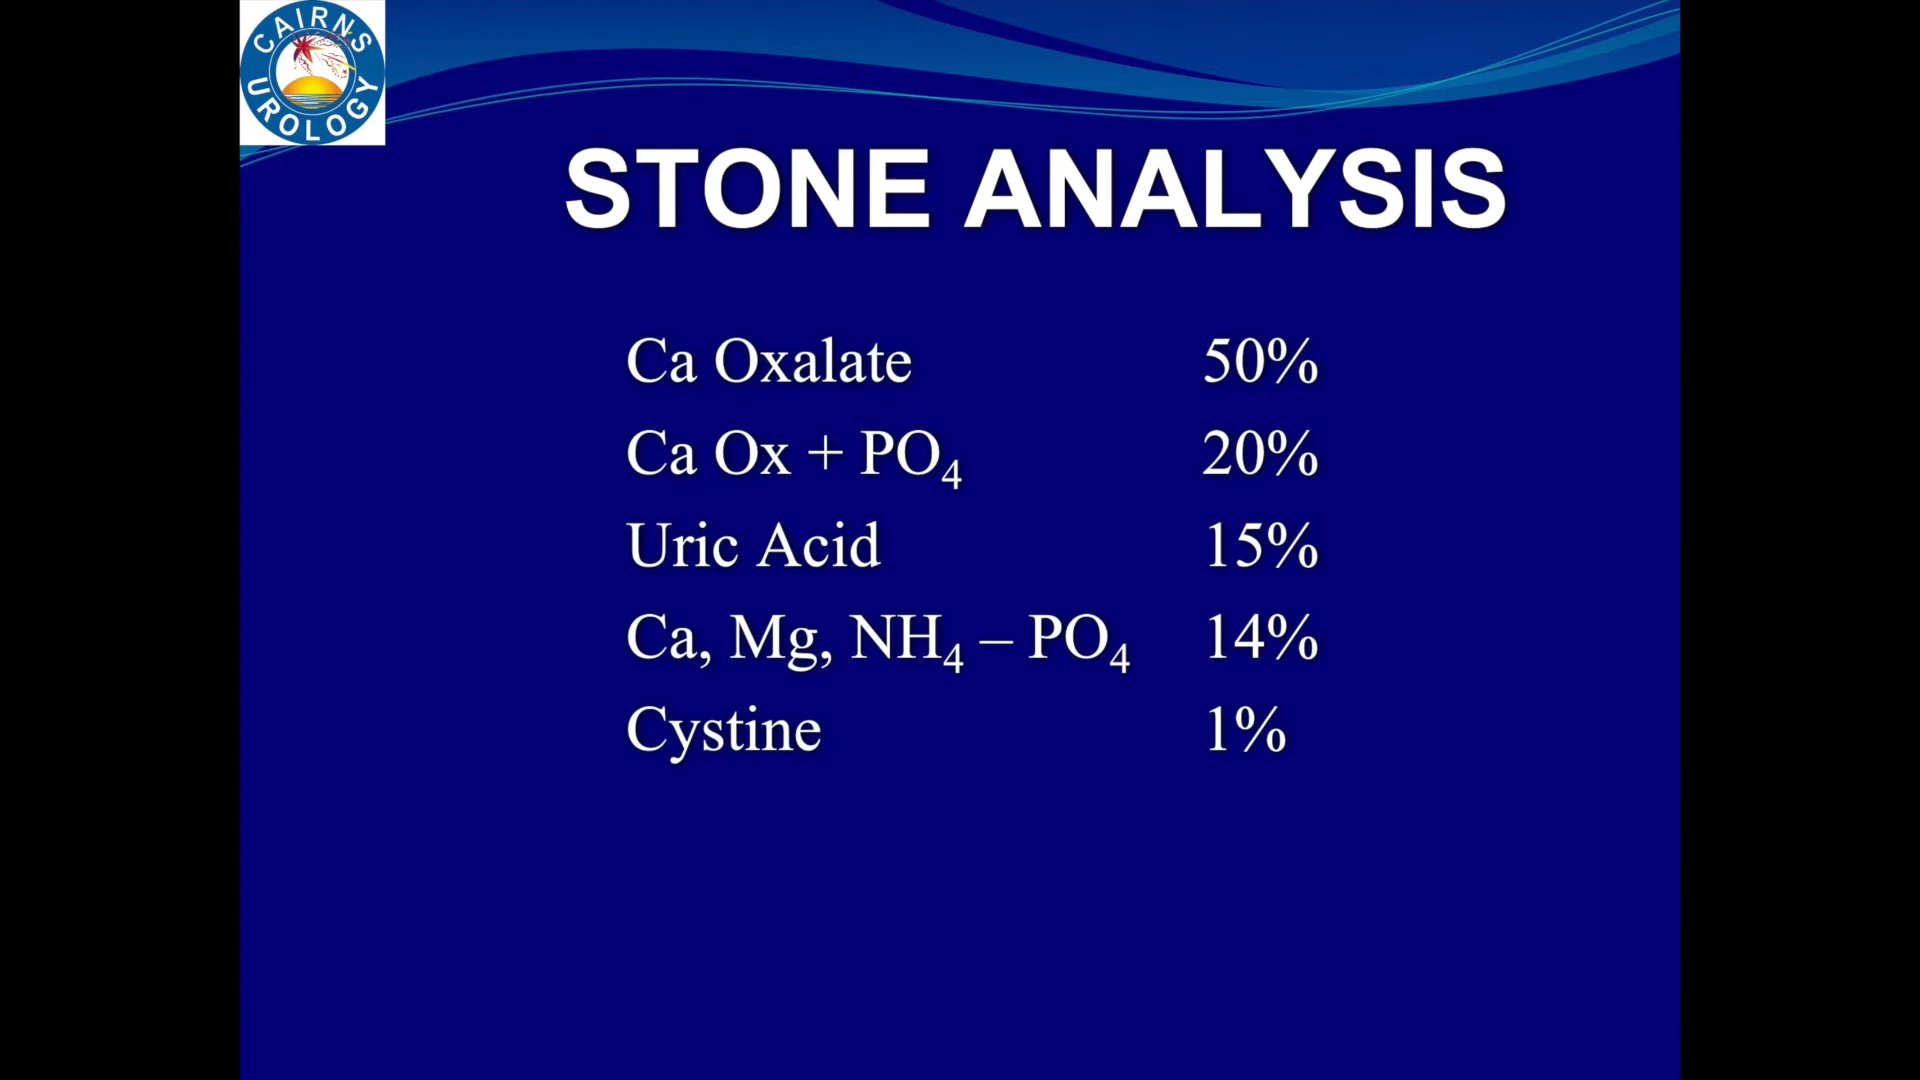 CAIRNS
UROLOGY
STONE ANALYSIS
Ca Oxalate 50%
Ca Ox + PO₄ 20%
Uric Acid 15%
Ca, Mg, NH₄ – PO₄ 14%
Cystine 1%